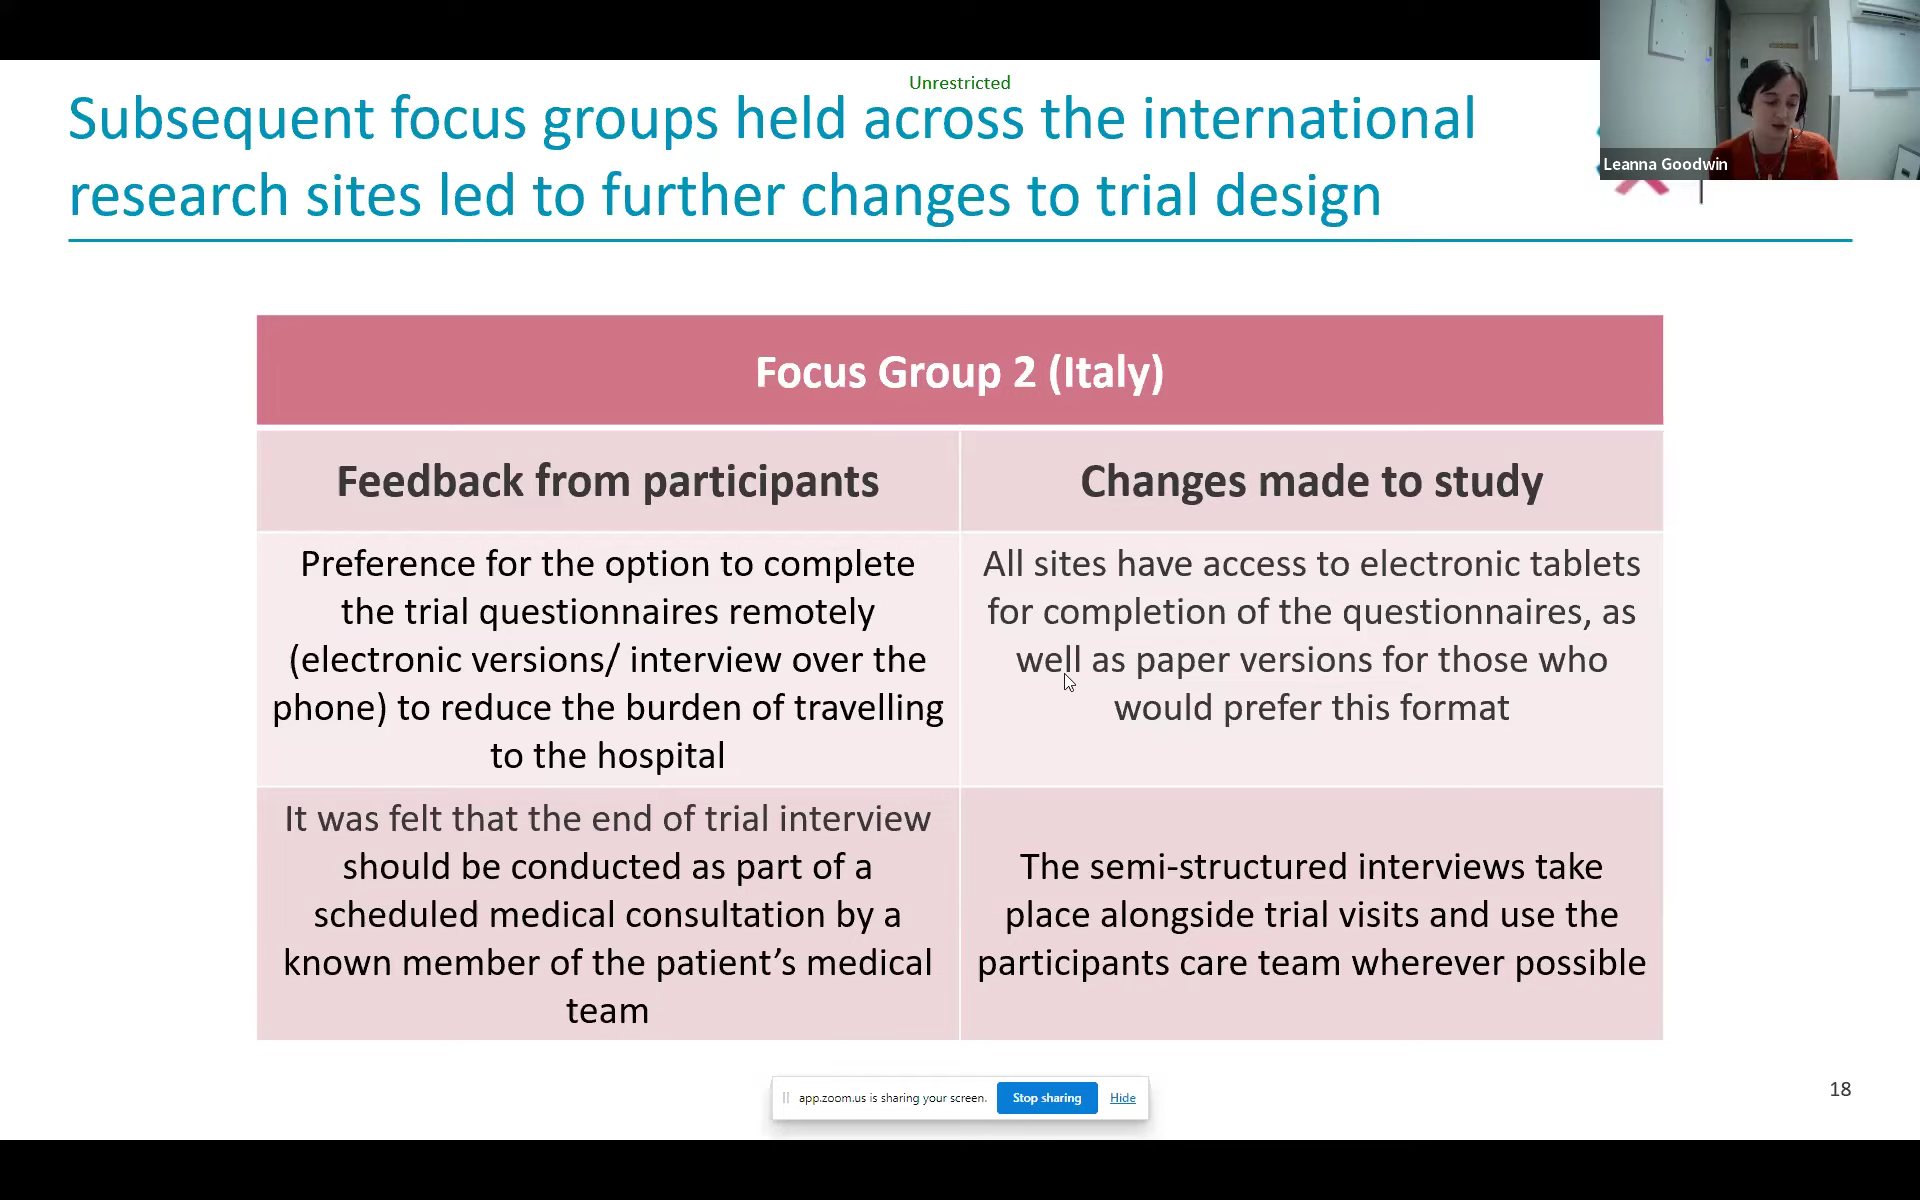 Unrestricted
Subsequent focus groups held across the international
research sites led to further changes to trial design
Leanna Goodwin
Focus Group 2 (Italy)
Feedback from participants
Changes made to study
Preference for the option to complete
the trial questionnaires remotely
(electronic versions/ interview over the
phone) to reduce the burden of travelling
to the hospital
All sites have access to electronic tablets
for completion of the questionnaires, as
well as paper versions for those who
would prefer this format
It was felt that the end of trial interview
should be conducted as part of a
scheduled medical consultation by a
known member of the patient’s medical
team
The semi-structured interviews take
place alongside trial visits and use the
participants care team wherever possible
app.zoom.us is sharing your screen.
Stop sharing
Hide
18